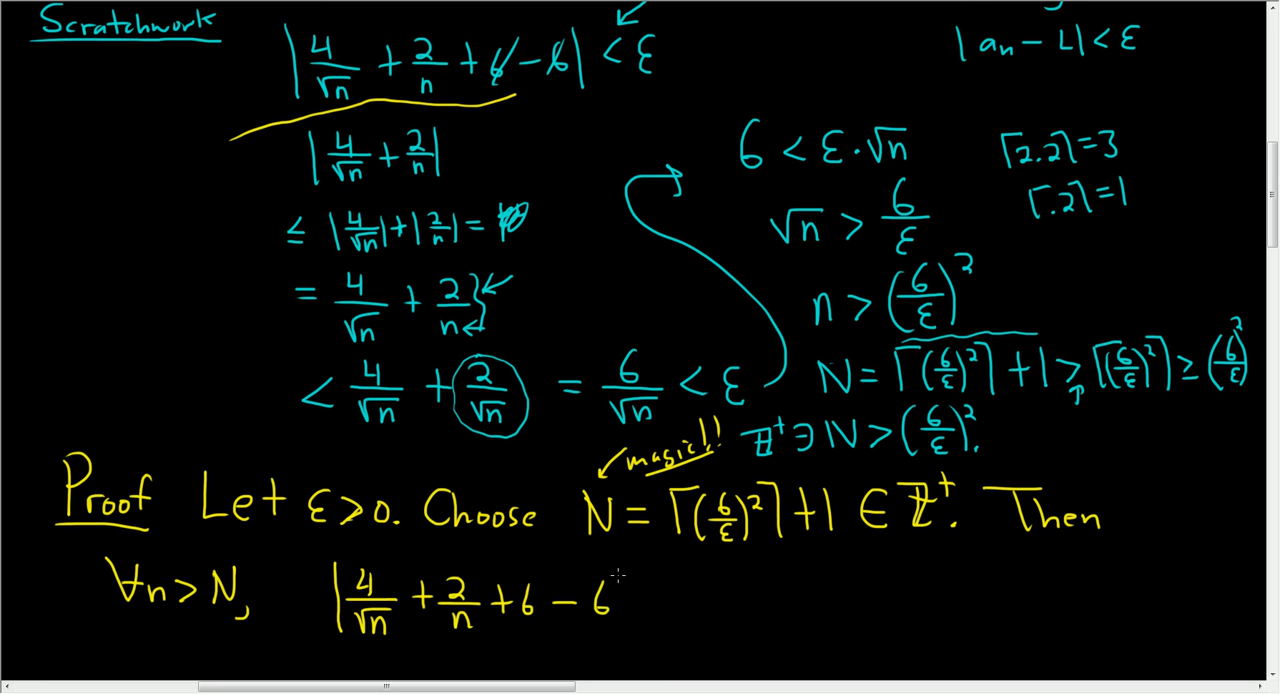 Scratchwork
|4/√n + 2/n + 6 - 6| < ε
|a_n - L| < ε
|4/√n + 2/n|
≤ |4/√n| + |2/n| =
= 4/√n + 2/n
< 4/√n + 2/√n = 6/√n < ε
6 < ε·√n
√n > 6/ε
n > (6/ε)²
⌈2.2⌉=3
⌈.2⌉=1
N = ⌈(6/ε)²⌉ + 1 > ⌈(6/ε)²⌉ ≥ (6/ε)²
ℤ⁺ ∋ N > (6/ε)².
magic!!
Proof Let ε>0. Choose N = ⌈(6/ε)²⌉ + 1 ∈ ℤ⁺. Then
∀n > N, |4/√n + 2/n + 6 - 6